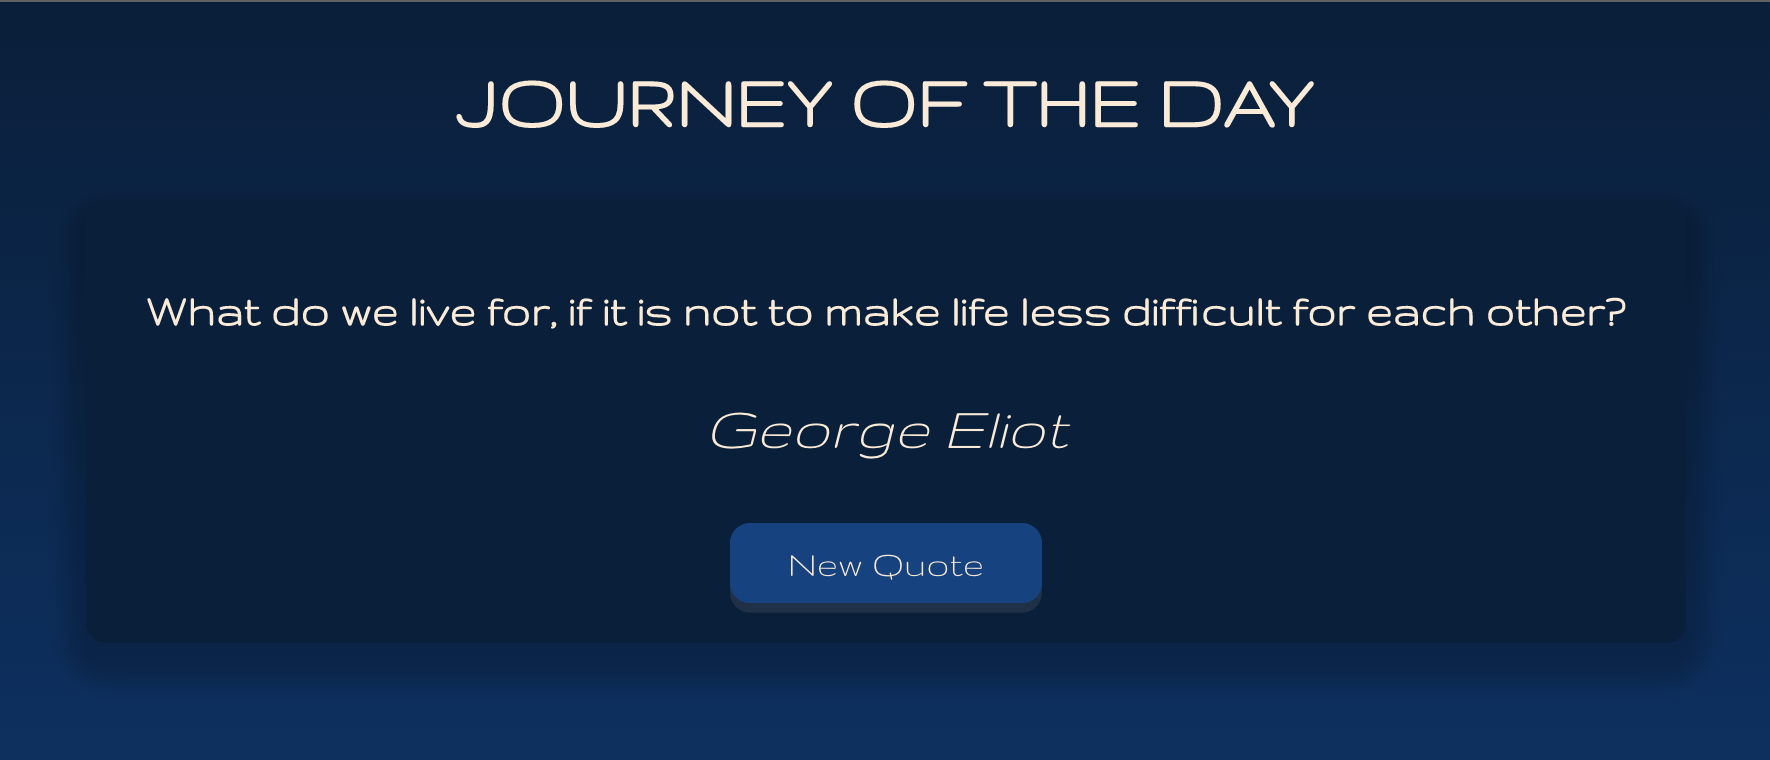 JOURNEY OF THE DAY
What do we live for, if it is not to make life less difficult for each other?
George Eliot
New Quote